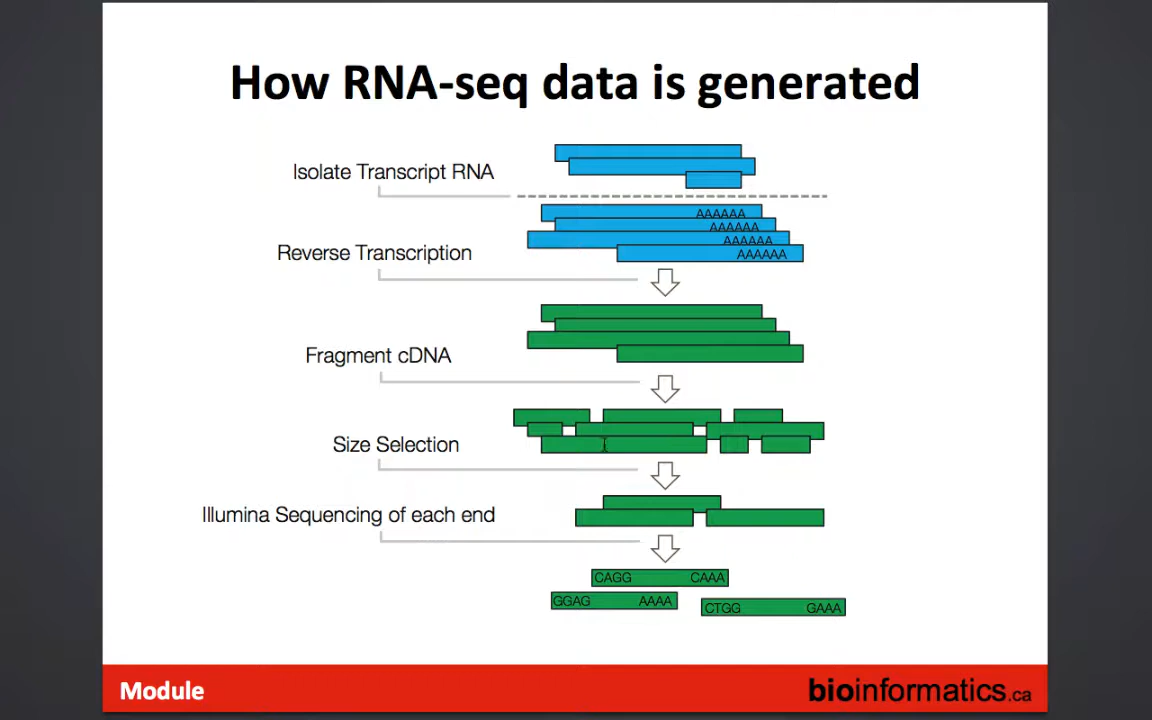 How RNA-seq data is generated
Isolate Transcript RNA
AAAAAA
AAAAAA
AAAAAA
Reverse Transcription
AAAAAA
Fragment cDNA
Size Selection
Illumina Sequencing of each end
CAGG CAAA
GGAG AAAA
CTGG GAAA
Module
bioinformatics.ca